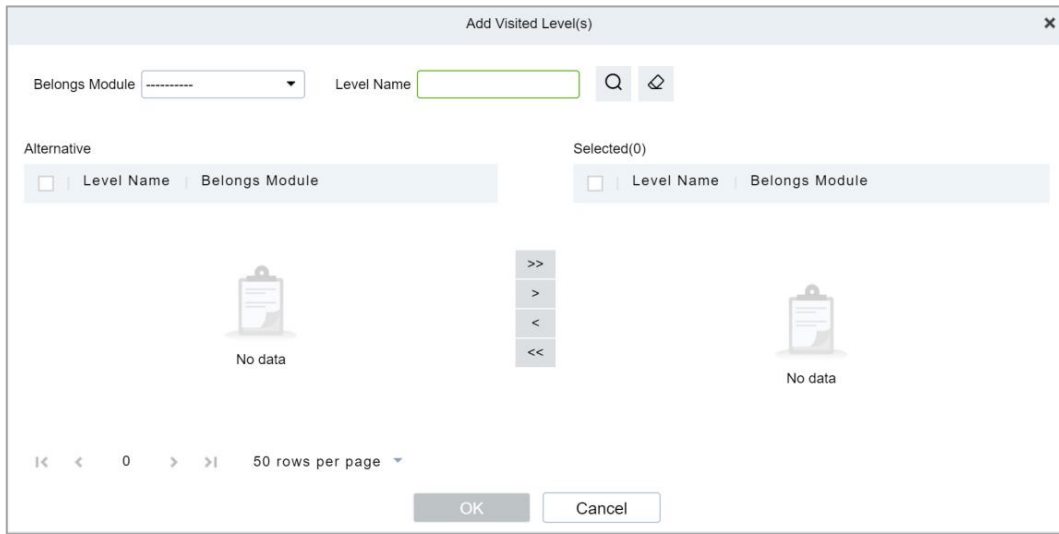 Add Visited Level(s)
Belongs Module ---------- Level Name
Alternative
Selected(0)
Level Name Belongs Module
Level Name Belongs Module
>>
>
<
<<
No data
No data
0 50 rows per page
OK Cancel